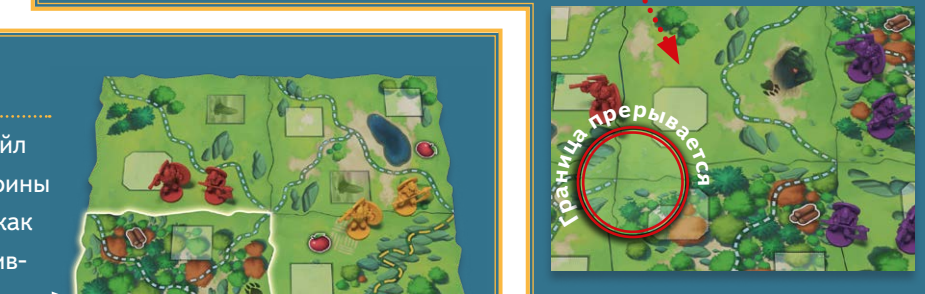 йл
рины
как
ив-
Граница прерывается